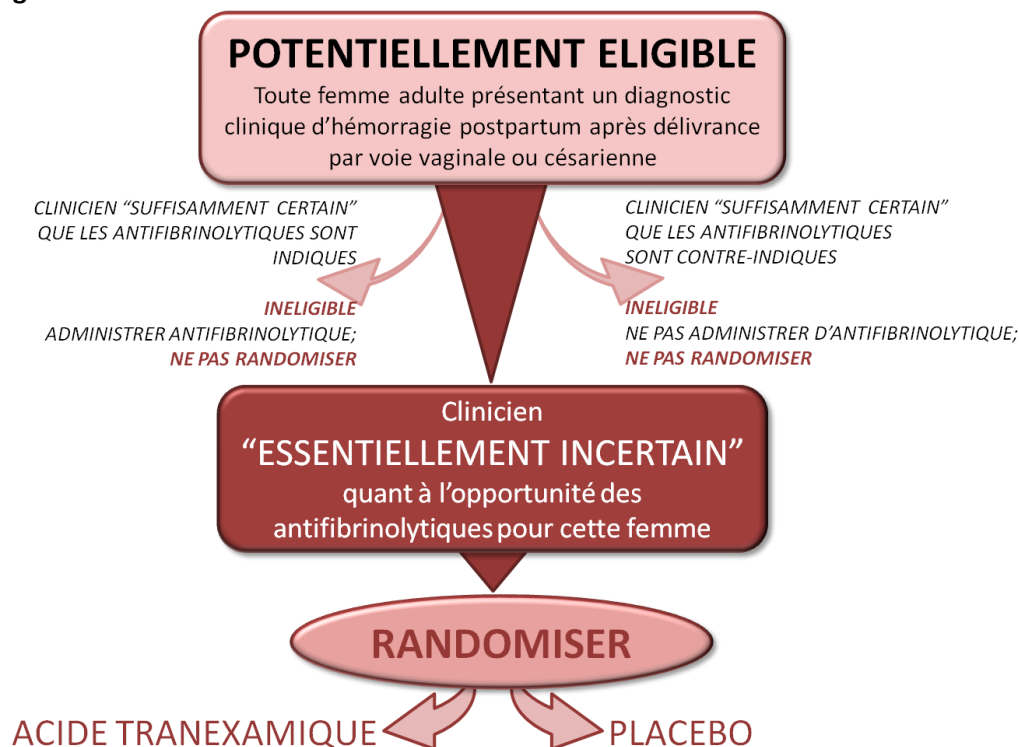 POTENTIELLEMENT ELIGIBLE
Toute femme adulte présentant un diagnostic
clinique d’hémorragie postpartum après délivrance
par voie vaginale ou césarienne
CLINICIEN “SUFFISAMMENT CERTAIN”
QUE LES ANTIFIBRINOLYTIQUES SONT
INDIQUES
INELIGIBLE
ADMINISTRER ANTIFIBRINOLYTIQUE;
NE PAS RANDOMISER
CLINICIEN “SUFFISAMMENT CERTAIN”
QUE LES ANTIFIBRINOLYTIQUES
SONT CONTRE-INDIQUES
INELIGIBLE
NE PAS ADMINISTRER D’ANTIFIBRINOLYTIQUE;
NE PAS RANDOMISER
Clinicien
“ESSENTIELLEMENT INCERTAIN”
quant à l’opportunité des
antifibrinolytiques pour cette femme
RANDOMISER
ACIDE TRANEXAMIQUE
PLACEBO